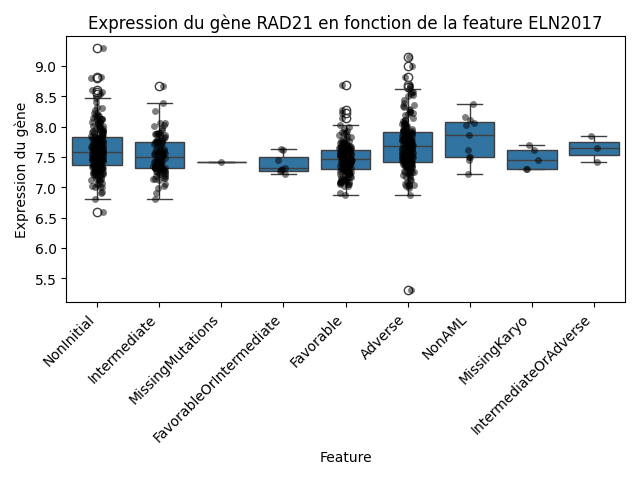 Expression du gène RAD21 en fonction de la feature ELN2017
Expression du gène
9.0
8.5
8.0
7.5
7.0
6.5
6.0
5.5
NonInitial
Intermediate
MissingMutations
FavorableOrIntermediate
Favorable
Adverse
NonAML
MissingKaryo
IntermediateOrAdverse
Feature